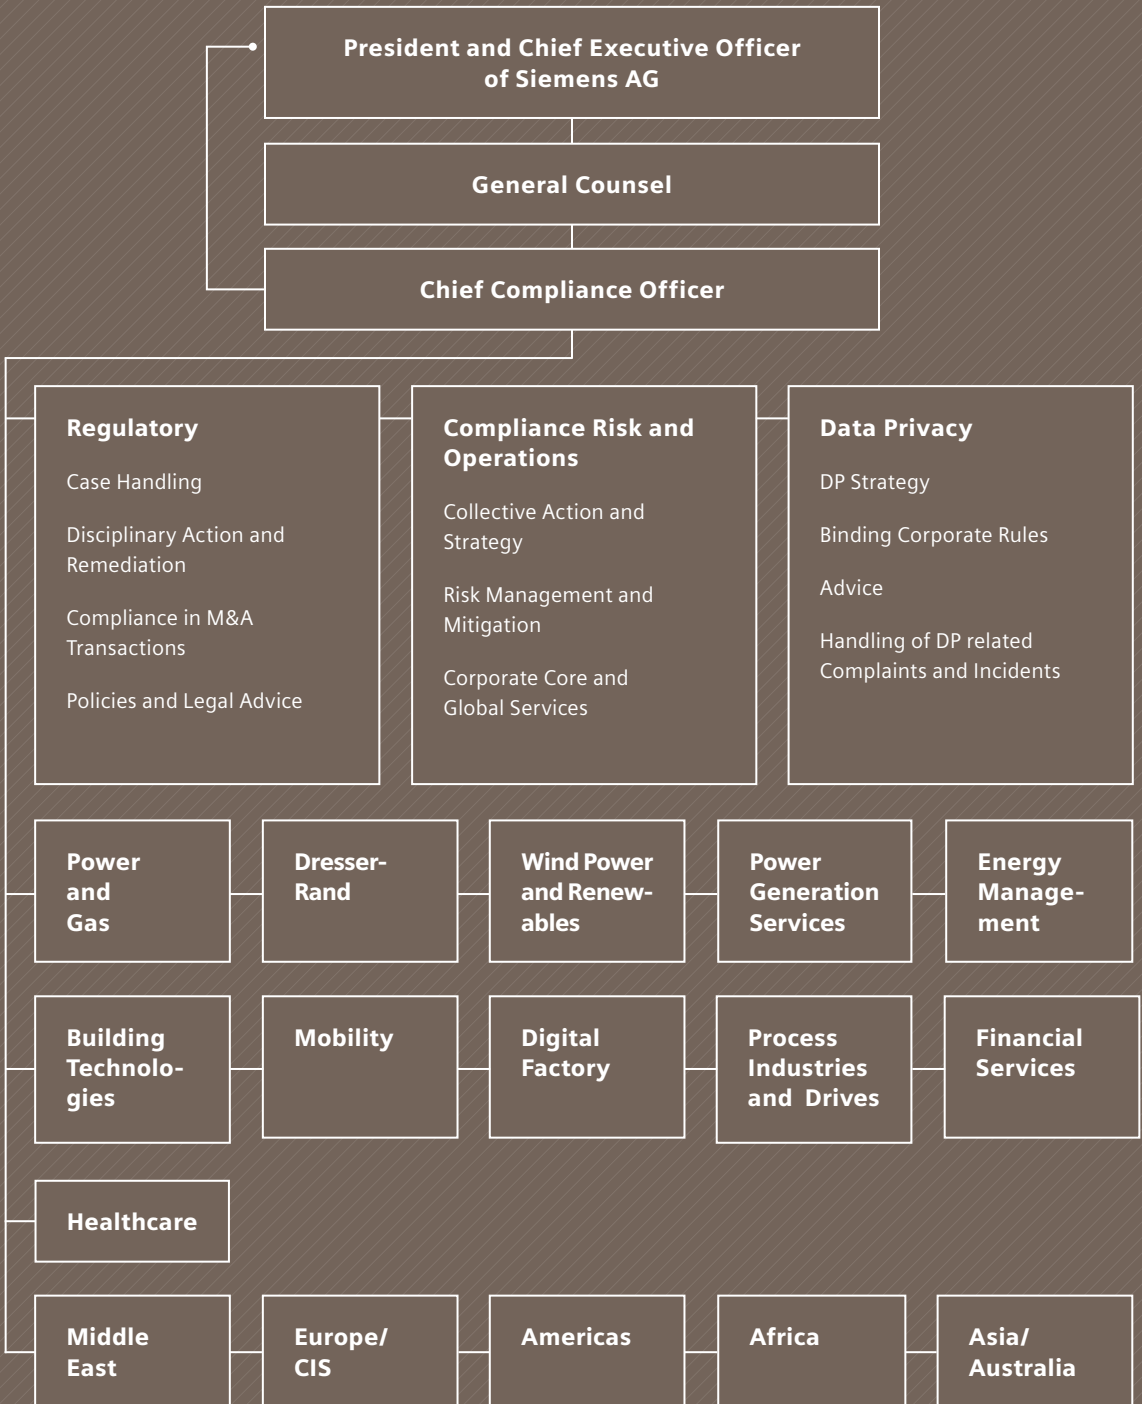 President and Chief Executive Officer
of Siemens AG
General Counsel
Chief Compliance Officer
Regulatory
Case Handling
Disciplinary Action and
Remediation
Compliance in M&A
Transactions
Policies and Legal Advice
Compliance Risk and
Operations
Collective Action and
Strategy
Risk Management and
Mitigation
Corporate Core and
Global Services
Data Privacy
DP Strategy
Binding Corporate Rules
Advice
Handling of DP related
Complaints and Incidents
Power
and
Gas
Dresser-
Rand
Wind Power
and Renew-
ables
Power
Generation
Services
Energy
Manage-
ment
Building
Technolo-
gies
Mobility
Digital
Factory
Process
Industries
and Drives
Financial
Services
Healthcare
Middle
East
Europe/
CIS
Americas
Africa
Asia/
Australia